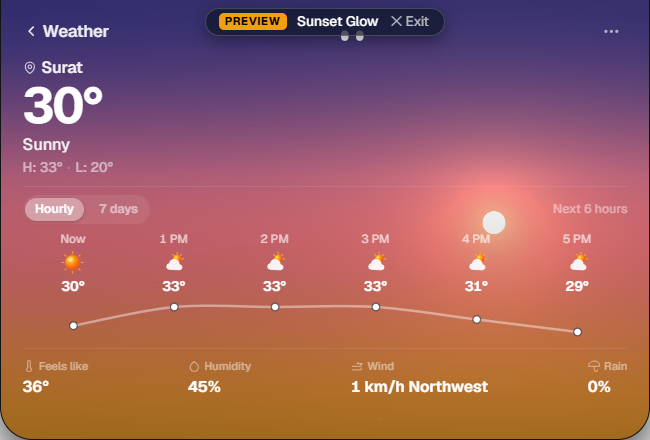 PREVIEW Sunset Glow Exit
Weather
Surat
30°
Sunny
H: 33° · L: 20°
Hourly 7 days Next 6 hours
Now 1 PM 2 PM 3 PM 4 PM 5 PM
30° 33° 33° 33° 31° 29°
Feels like Humidity Wind Rain
36° 45% 1 km/h Northwest 0%